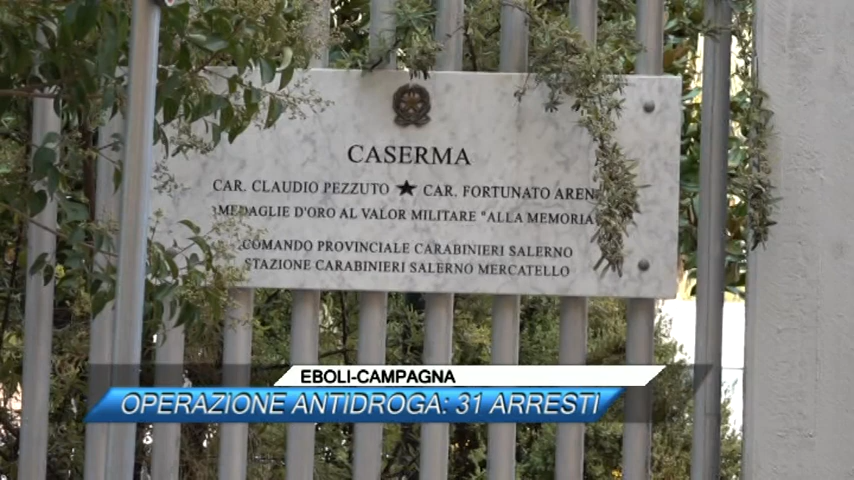 CASERMA
CAR. CLAUDIO PEZZUTO ★ CAR. FORTUNATO AREN
MEDAGLIE D'ORO AL VALOR MILITARE "ALLA MEMORIA
COMANDO PROVINCIALE CARABINIERI SALERNO
STAZIONE CARABINIERI SALERNO MERCATELLO
EBOLI-CAMPAGNA
OPERAZIONE ANTIDROGA: 31 ARRESTI